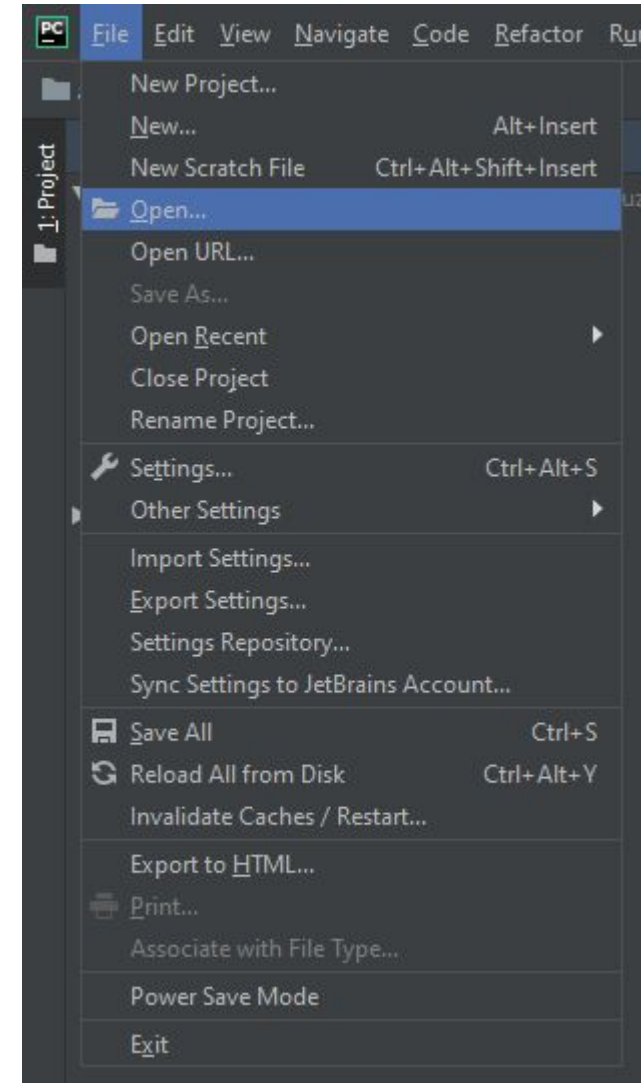 PC File Edit View Navigate Code Refactor Ru
1: Project
New Project...
New... Alt+Insert
New Scratch File Ctrl+Alt+Shift+Insert
Open...
uz
Open URL...
Save As...
Open Recent
Close Project
Rename Project...
Settings... Ctrl+Alt+S
Other Settings
Import Settings...
Export Settings...
Settings Repository...
Sync Settings to JetBrains Account...
Save All Ctrl+S
Reload All from Disk Ctrl+Alt+Y
Invalidate Caches / Restart...
Export to HTML...
Print...
Associate with File Type...
Power Save Mode
Exit